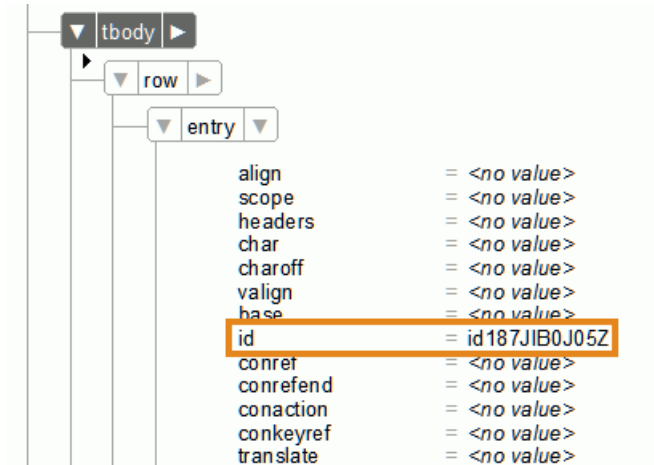 tbody
row
entry
align = <no value>
scope = <no value>
headers = <no value>
char = <no value>
charoff = <no value>
valign = <no value>
base = <no value>
id = id187JIB0J05Z
conref = <no value>
conrefend = <no value>
conaction = <no value>
conkeyref = <no value>
translate = <no value>